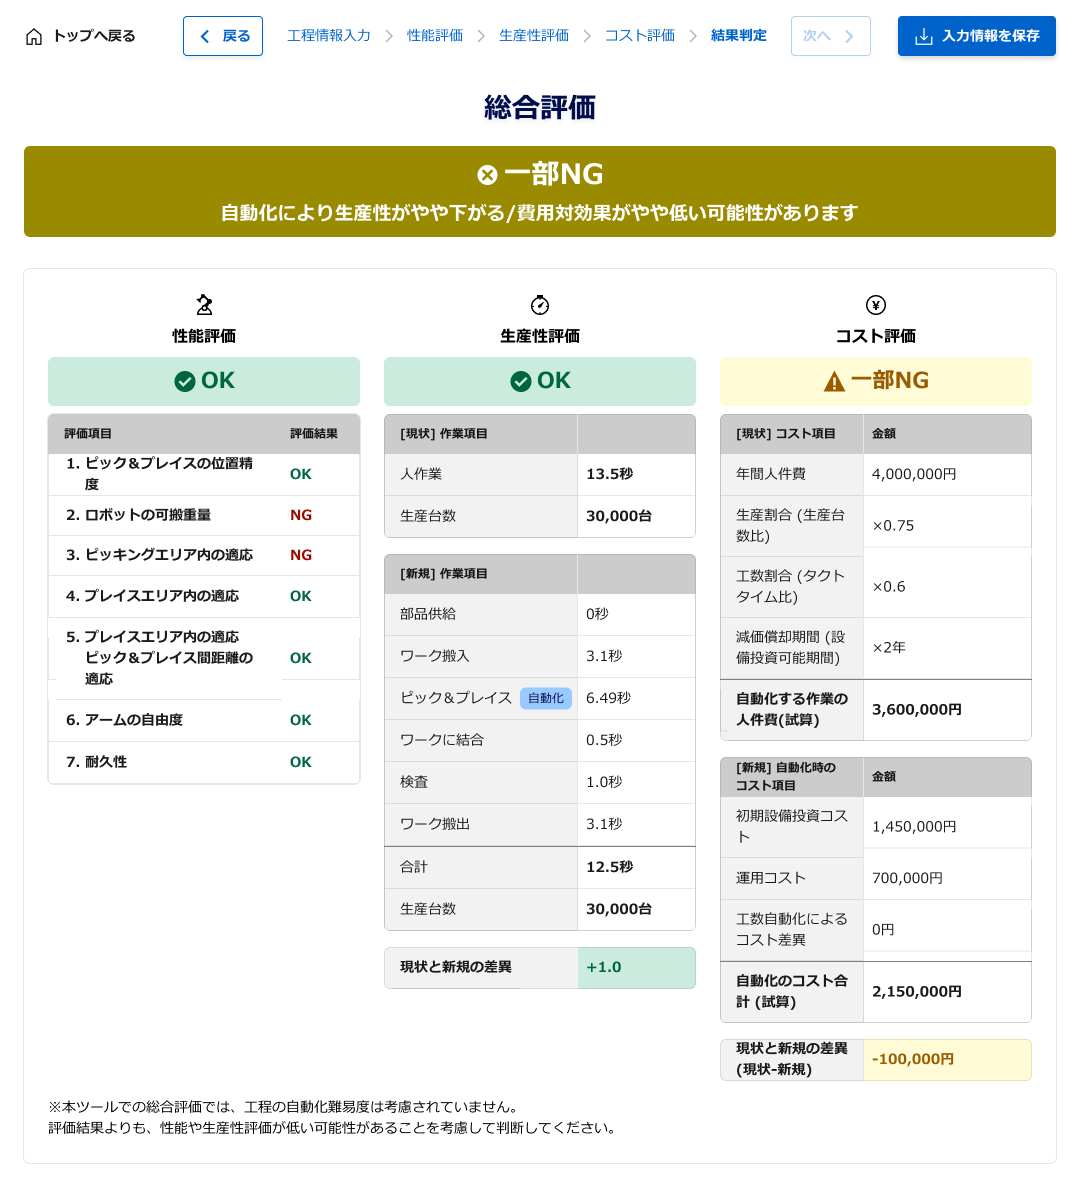 トップへ戻る
戻る
工程情報入力
性能評価
生産性評価
コスト評価
結果判定
次へ
入力情報を保存
総合評価
一部NG
自動化により生産性がやや下がる/費用対効果がやや低い可能性があります
性能評価
OK
評価項目 評価結果
1. ピック&プレイスの位置精
度
OK
2. ロボットの可搬重量 NG
3. ピッキングエリア内の適応 NG
4. プレイスエリア内の適応 OK
5. プレイスエリア内の適応
ピック&プレイス間距離の
適応
OK
6. アームの自由度 OK
7. 耐久性 OK
生産性評価
OK
[現状] 作業項目
人作業 13.5秒
生産台数 30,000台
[新規] 作業項目
部品供給 0秒
ワーク搬入 3.1秒
ピック&プレイス 自動化 6.49秒
ワークに結合 0.5秒
検査 1.0秒
ワーク搬出 3.1秒
合計 12.5秒
生産台数 30,000台
現状と新規の差異 +1.0
コスト評価
一部NG
[現状] コスト項目 金額
年間人件費 4,000,000円
生産割合 (生産台
数比)
×0.75
工数割合 (タクト
タイム比)
×0.6
減価償却期間 (設
備投資可能期間)
×2年
自動化する作業の
人件費(試算)
3,600,000円
[新規] 自動化時の
コスト項目
金額
初期設備投資コス
ト
1,450,000円
運用コスト 700,000円
工数自動化による
コスト差異
0円
自動化のコスト合
計 (試算)
2,150,000円
現状と新規の差異
(現状-新規)
-100,000円
※本ツールでの総合評価では、工程の自動化難易度は考慮されていません。
評価結果よりも、性能や生産性評価が低い可能性があることを考慮して判断してください。